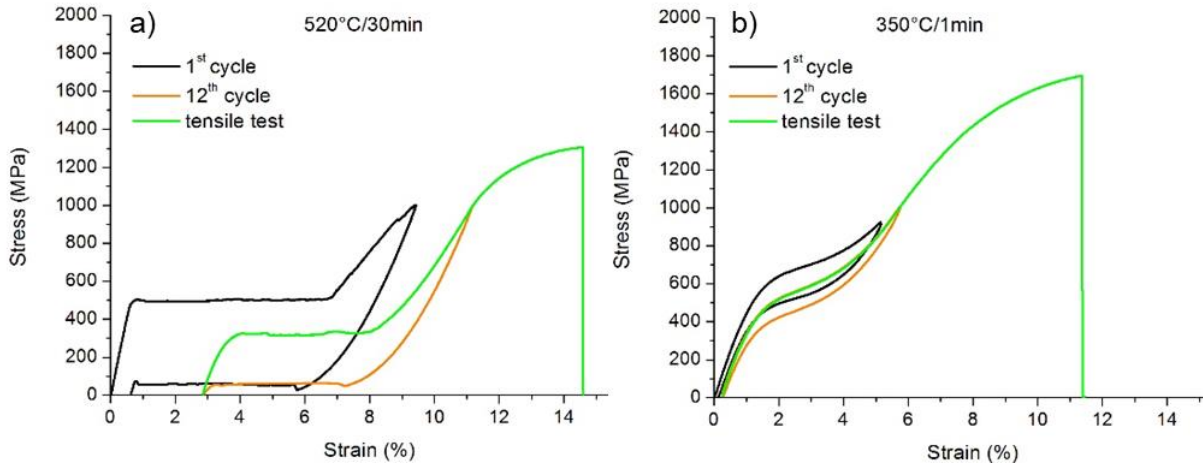 a)
520°C/30min
1st cycle
12th cycle
tensile test
Stress (MPa)
2000
1800
1600
1400
1200
1000
800
600
400
200
0
0 2 4 6 8 10 12 14
Strain (%)
b)
350°C/1min
1st cycle
12th cycle
tensile test
Stress (MPa)
2000
1800
1600
1400
1200
1000
800
600
400
200
0
0 2 4 6 8 10 12 14
Strain (%)